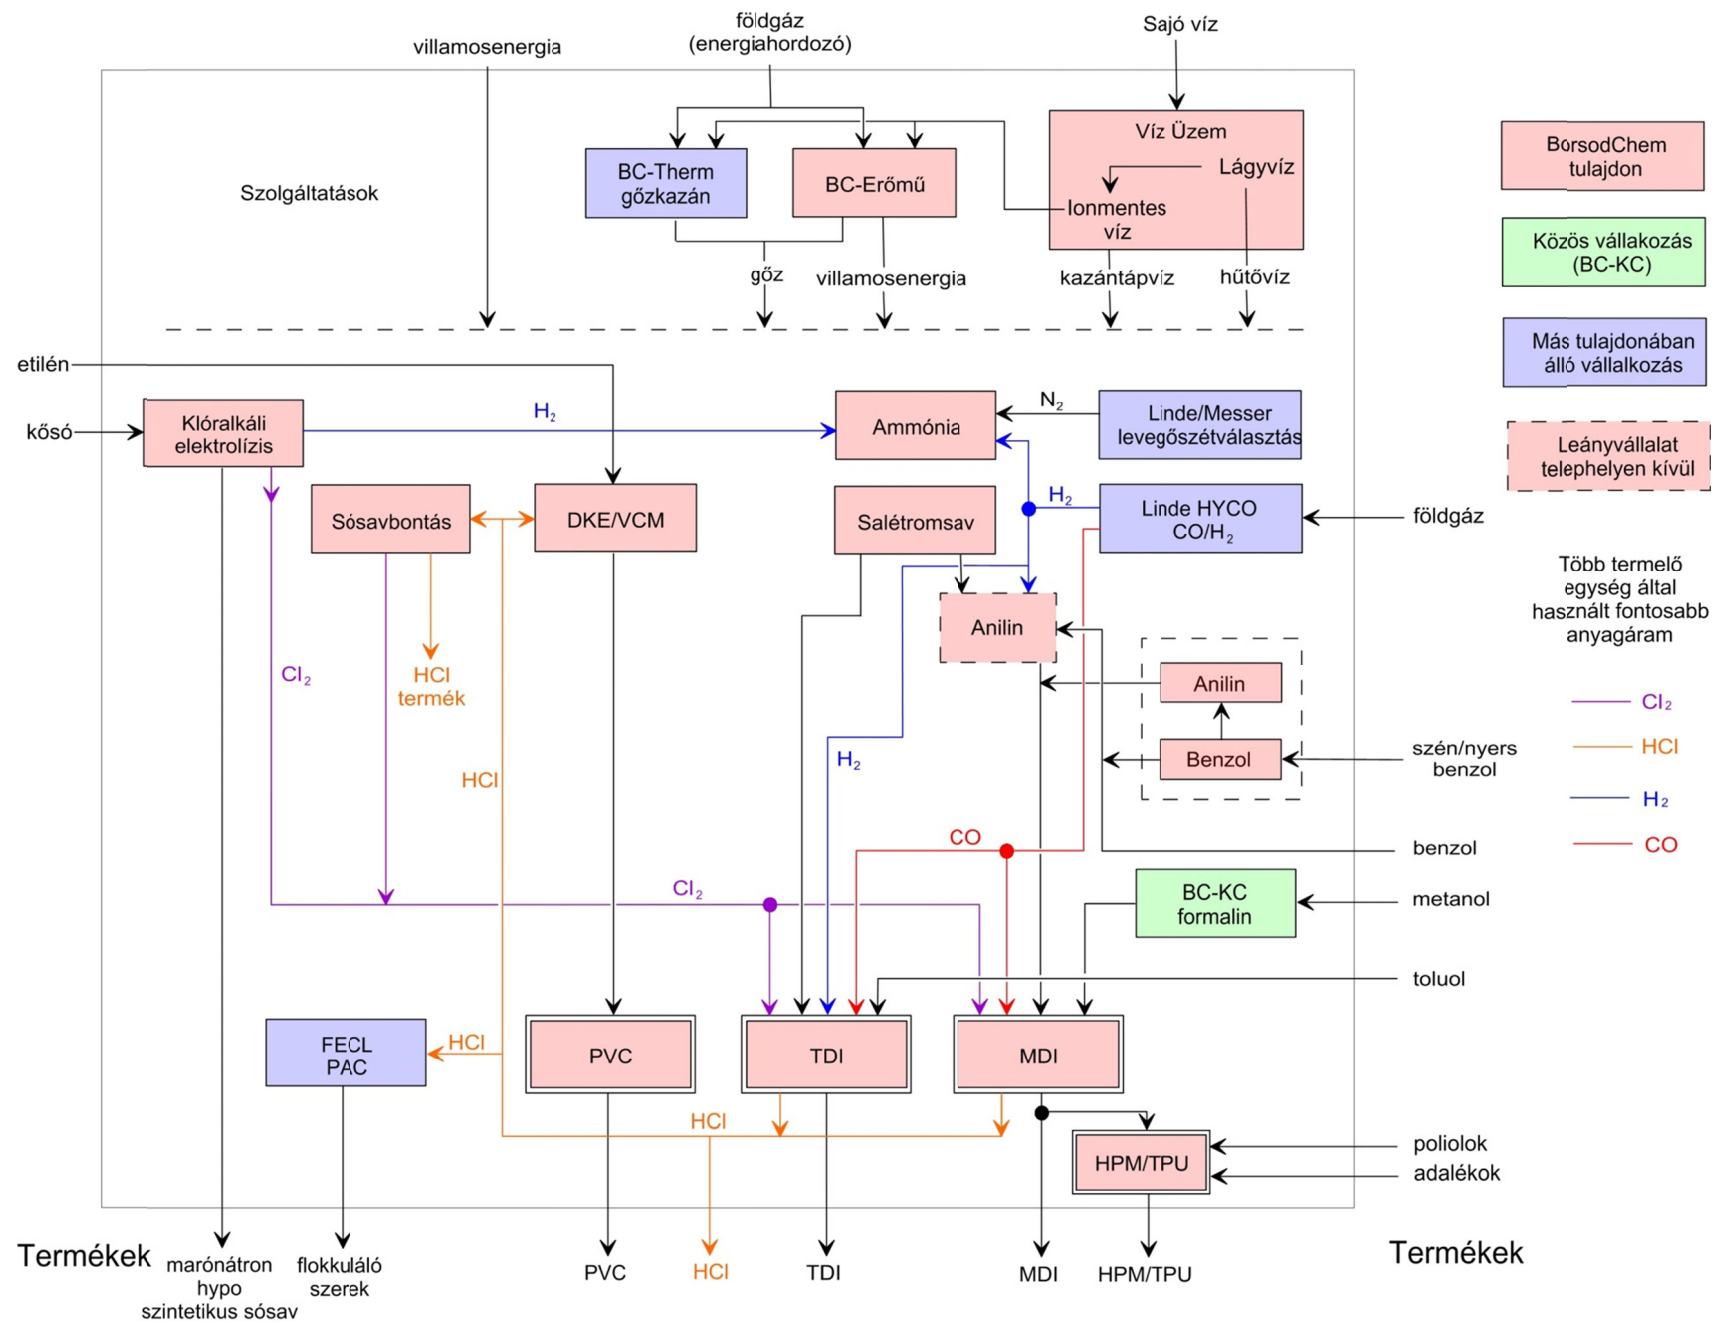 földgáz
(energiahordozó)
villamosenergia
Sajó víz
Víz Üzem
Lágyvíz
Ionmentes
víz
BC-Therm
gőzkazán
BC-Erőmű
Szolgáltatások
gőz
villamosenergia
kazántápvíz
hűtővíz
BorsodChem
tulajdon
Közös vállakozás
(BC-KC)
Más tulajdonában
álló vállalkozás
Leányvállalat
telephelyen kívül
etilén
kősó
Klóralkáli
elektrolízis
H2
Ammónia
N2
Linde/Messer
levegőszétválasztás
Sósavbontás
DKE/VCM
Salétromsav
H2
Linde HYCO
CO/H2
földgáz
Több termelő
egység által
használt fontosabb
anyagáram
Cl2
HCl
H2
CO
Anilin
Anilin
Benzol
szén/nyers
benzol
Cl2
HCl
termék
HCl
H2
CO
benzol
Cl2
BC-KC
formalin
metanol
toluol
FECL
PAC
HCl
PVC
TDI
MDI
HCl
HPM/TPU
poliolok
adalékok
Termékek
marónátron
hypo
szintetikus sósav
flokkuláló
szerek
PVC
HCl
TDI
MDI
HPM/TPU
Termékek